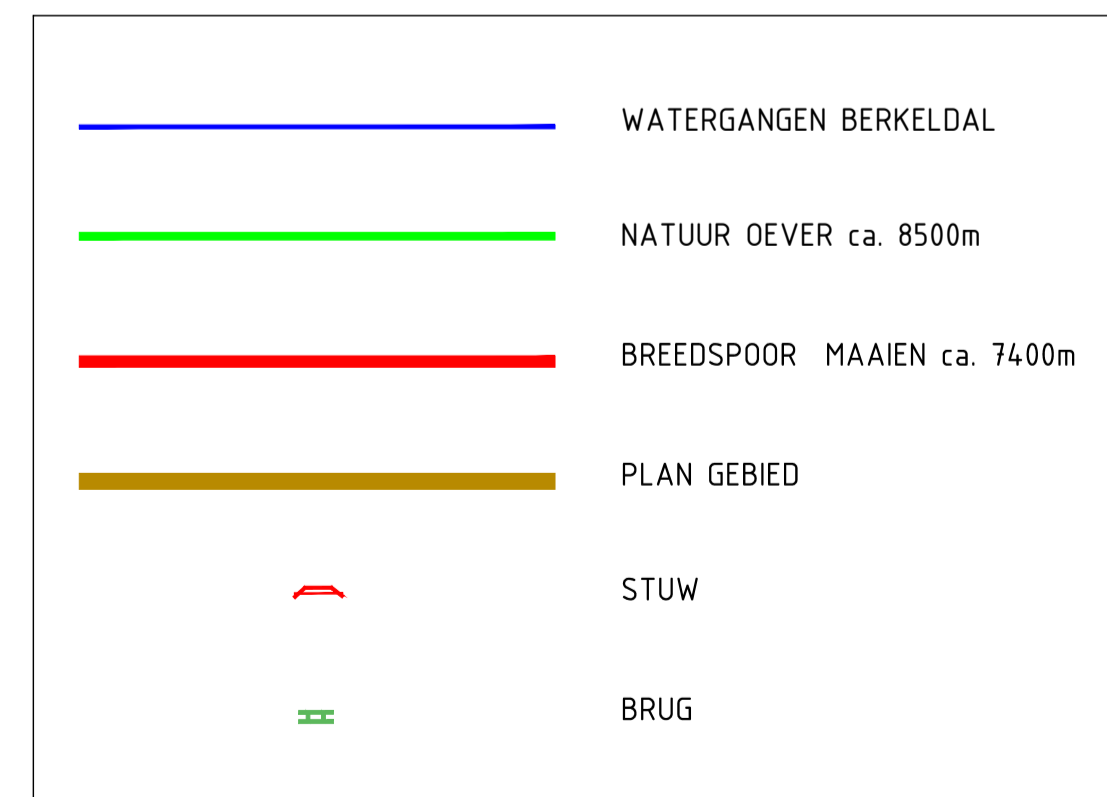 WATERGANGEN BERKELDAL
NATUUR OEVER ca. 8500m
BREEDSPOOR MAAIEN ca. 7400m
PLAN GEBIED
STUW
BRUG